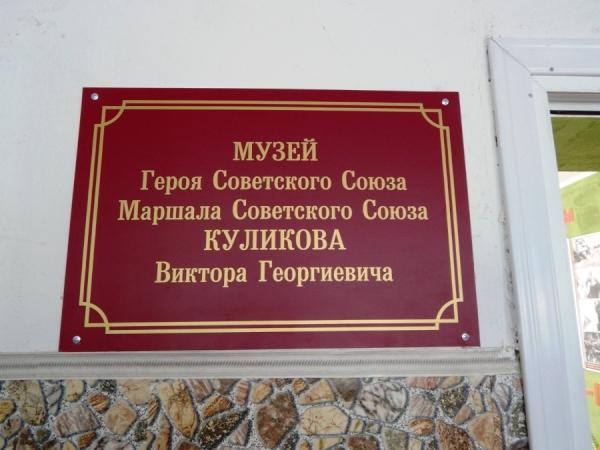 МУЗЕЙ
Героя Советского Союза
Маршала Советского Союза
КУЛИКОВА
Виктора Георгиевича